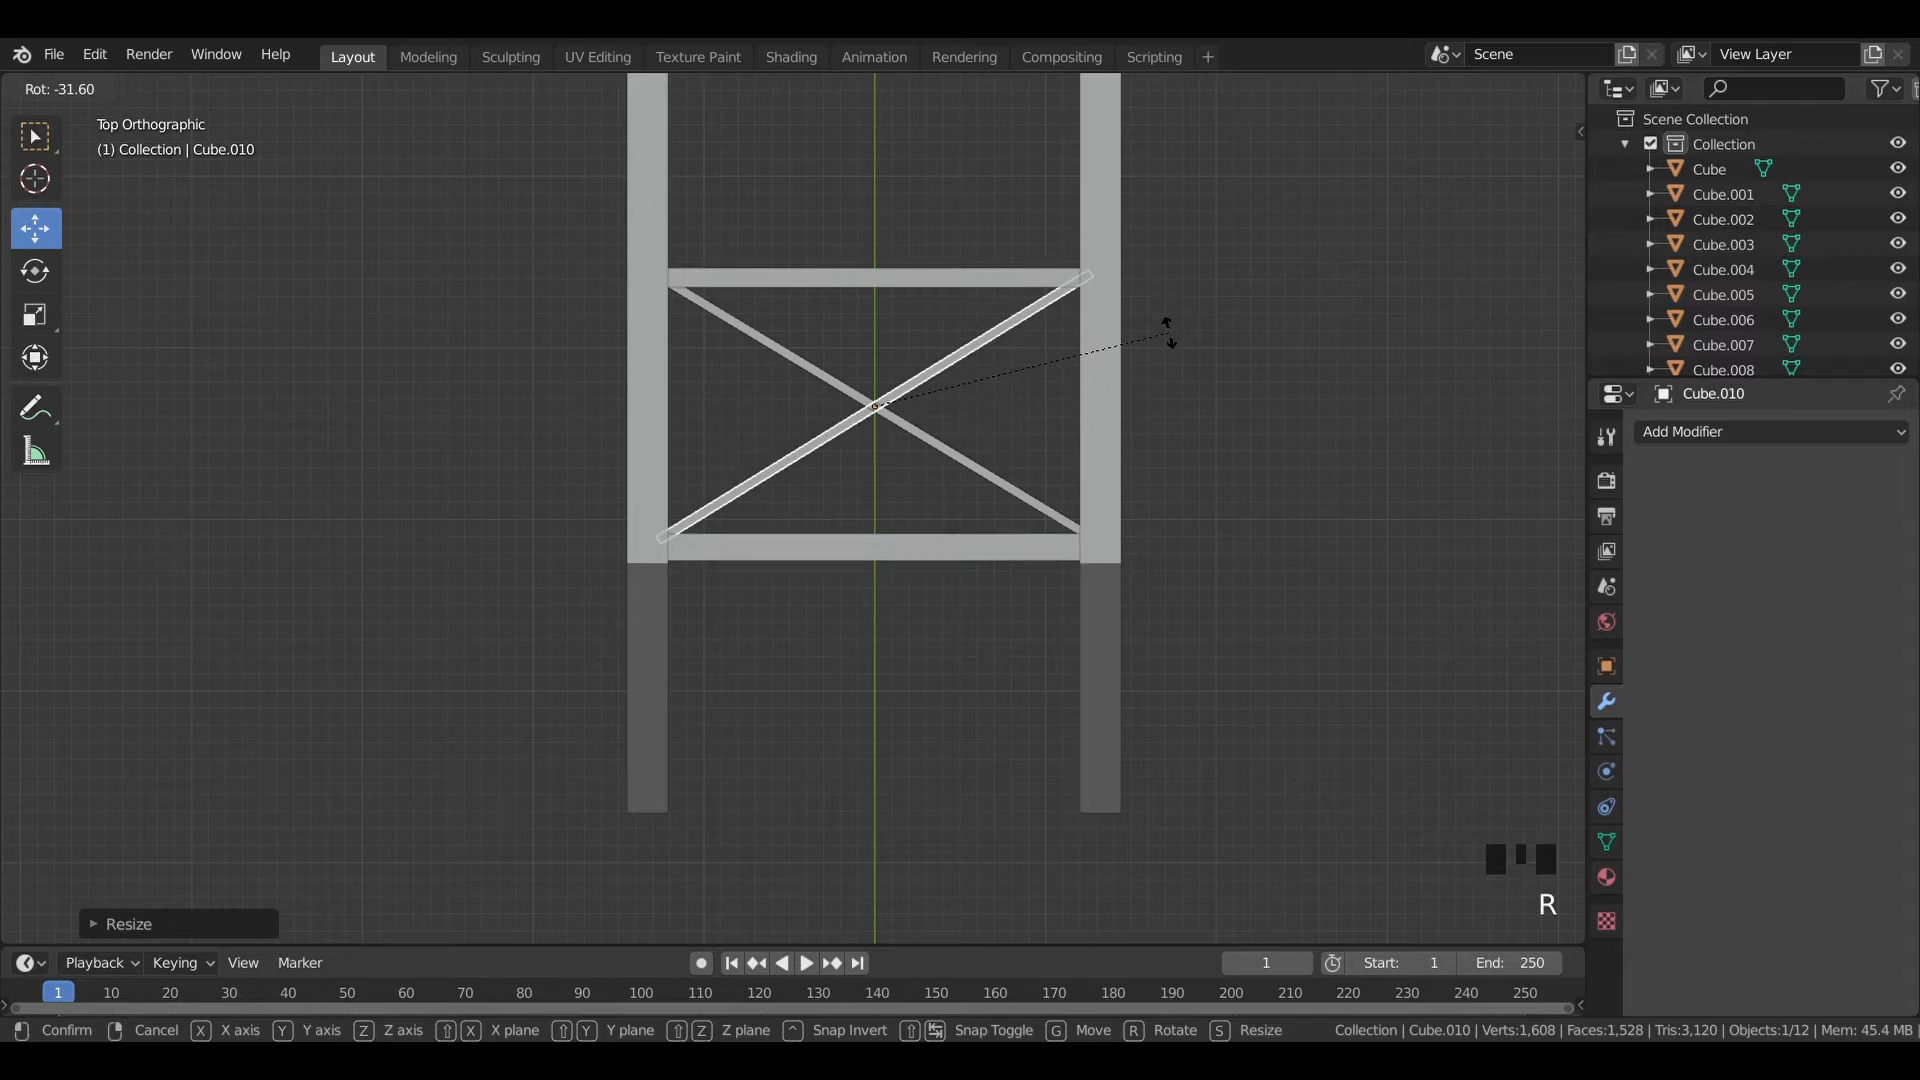 File Edit Render Window Help Layout Modeling Sculpting UV Editing Texture Paint Shading Animation Rendering Compositing Scripting + Scene View Layer
Rot: -31.60
Top Orthographic
(1) Collection | Cube.010
Scene Collection
Collection
Cube
Cube.001
Cube.002
Cube.003
Cube.004
Cube.005
Cube.006
Cube.007
Cube.008
Cube.010
Add Modifier
R
Resize
Playback Keying View Marker 1 Start: 1 End: 250
1 10 20 30 40 50 60 70 80 90 100 110 120 130 140 150 160 170 180 190 200 210 220 230 240 250
Confirm Cancel X X axis Y Y axis Z Z axis X X plane Y Y plane Z Z plane ^ Snap Invert Snap Toggle G Move R Rotate S Resize Collection | Cube.010 | Verts:1,608 | Faces:1,528 | Tris:3,120 | Objects:1/12 | Mem: 45.4 MB |